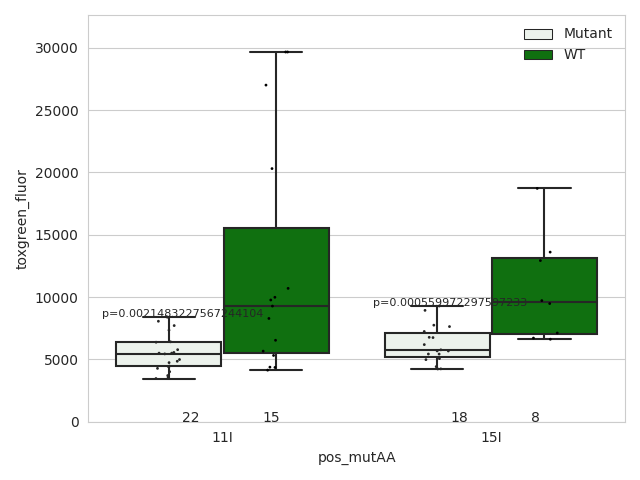 Mutant
WT
30000
25000
20000
15000
10000
5000
0
toxgreen_fluor
p=0.0021483227567244104
p=0.000559972297597233
22 15 18 8
11I 15I
pos_mutAA